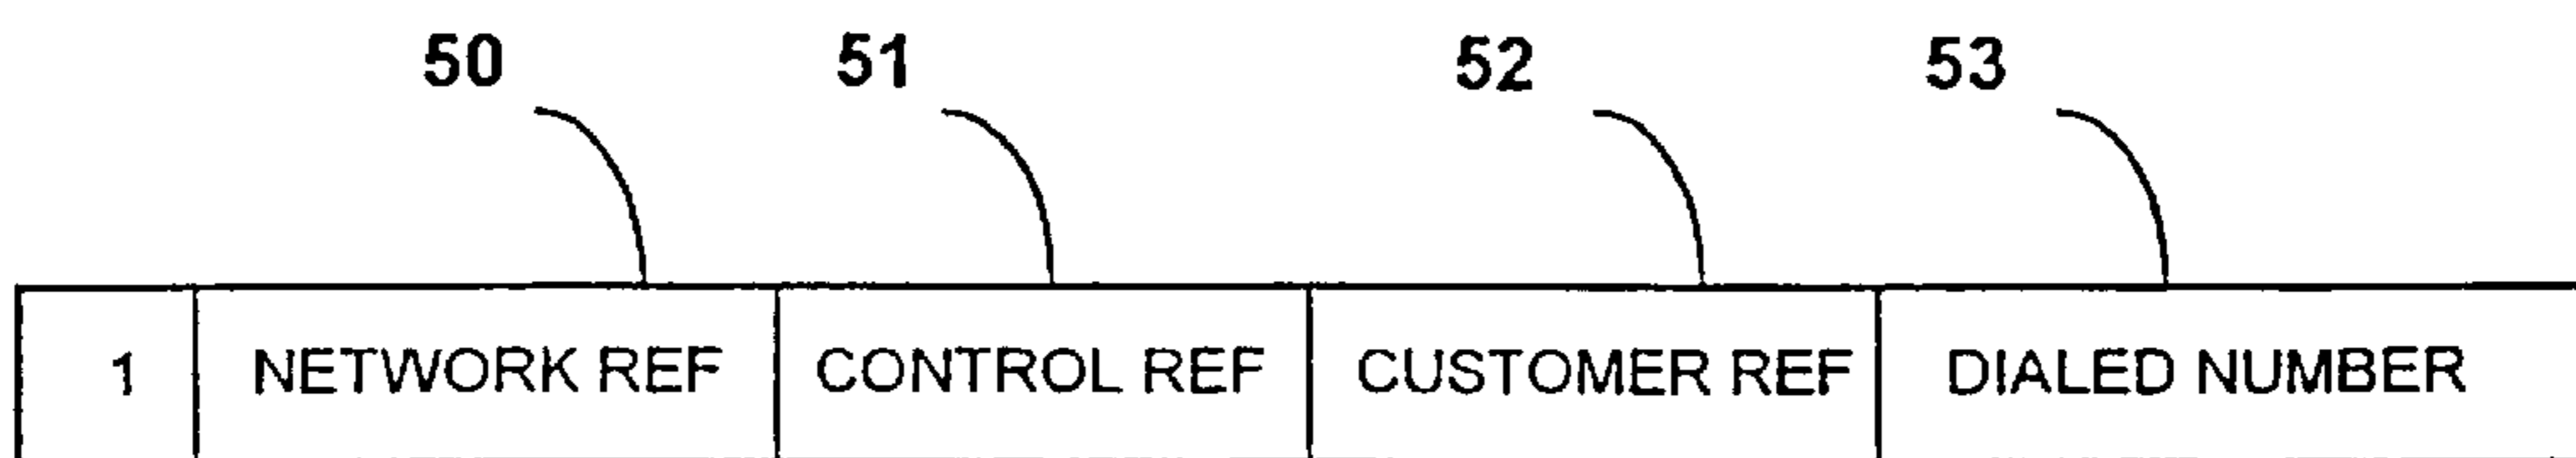 50 51 52 53
1 NETWORK REF CONTROL REF CUSTOMER REF DIALED NUMBER